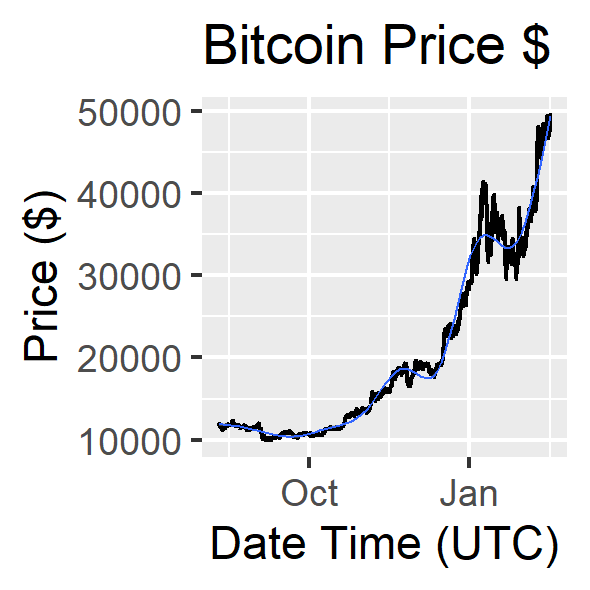 Bitcoin Price $
Price ($)
50000
40000
30000
20000
10000
Oct Jan
Date Time (UTC)